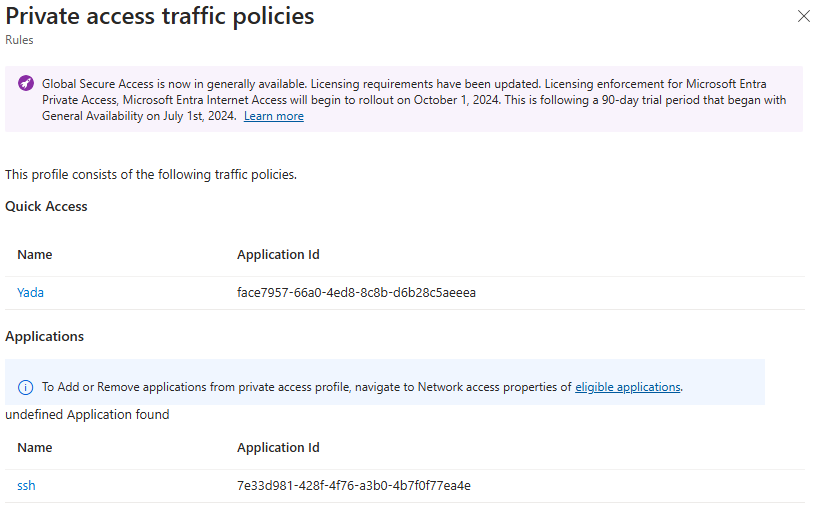 Private access traffic policies
Rules
Global Secure Access is now in generally available. Licensing requirements have been updated. Licensing enforcement for Microsoft Entra
Private Access, Microsoft Entra Internet Access will begin to rollout on October 1, 2024. This is following a 90-day trial period that began with
General Availability on July 1st, 2024. Learn more
This profile consists of the following traffic policies.
Quick Access
Name Application Id
Yada face7957-66a0-4ed8-8c8b-d6b28c5aeeea
Applications
To Add or Remove applications from private access profile, navigate to Network access properties of eligible applications.
undefined Application found
Name Application Id
ssh 7e33d981-428f-4f76-a3b0-4b7f0f77ea4e